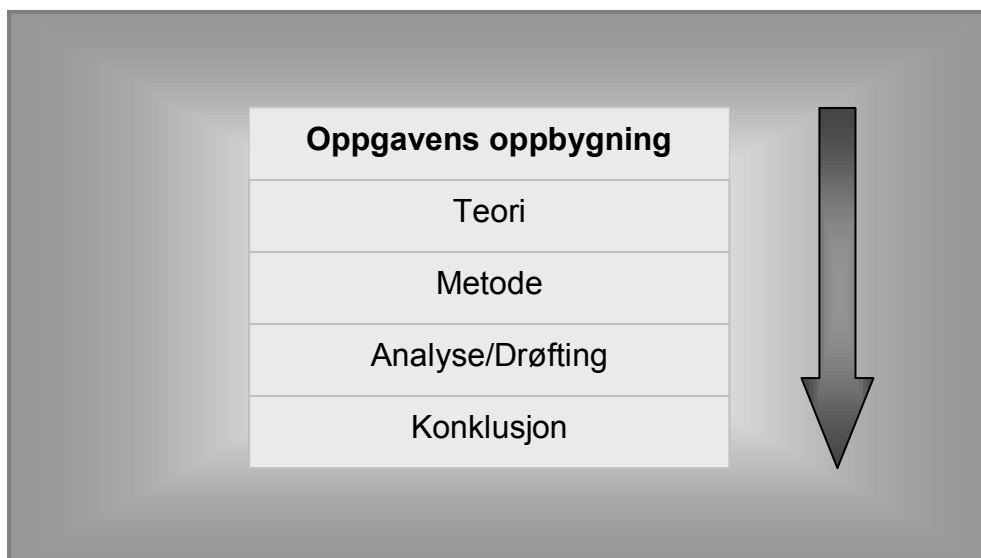 Oppgavens oppbygning
Teori
Metode
Analyse/Drøfting
Konklusjon